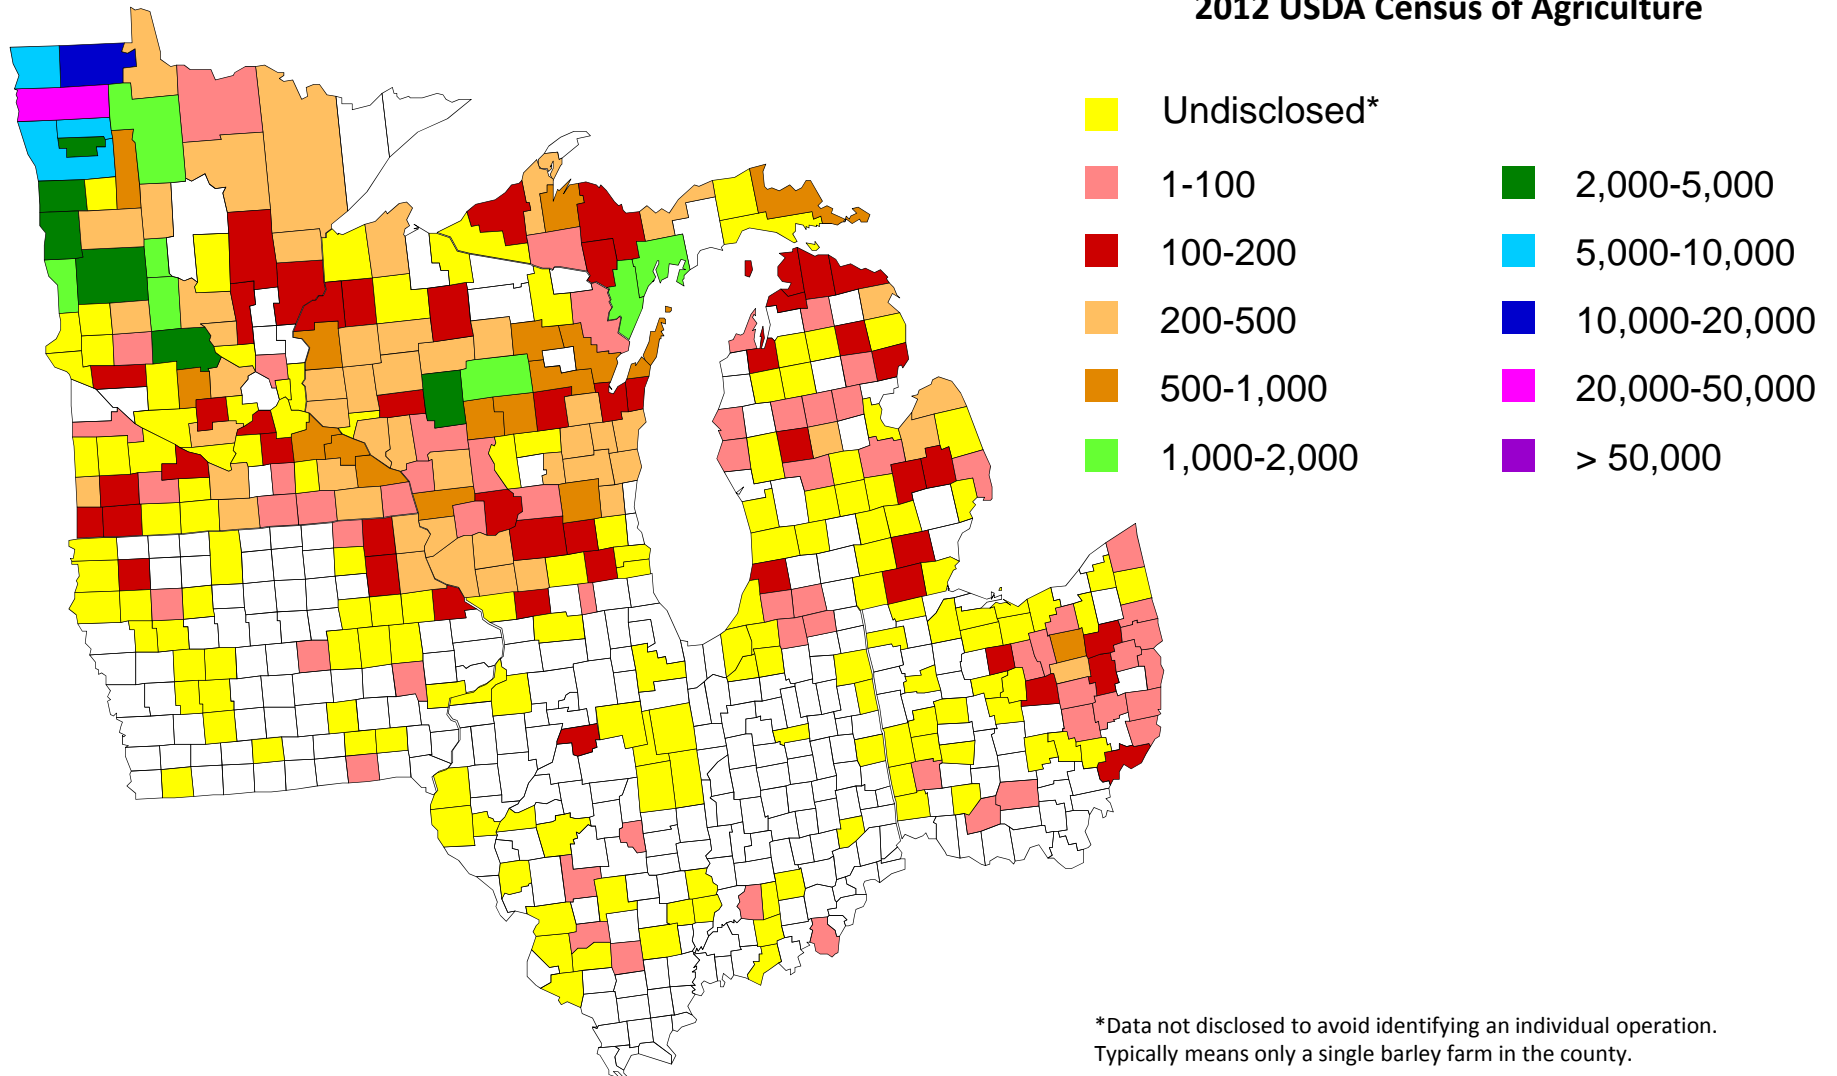 2012 USDA Census of Agriculture
Undisclosed*
1-100
100-200
200-500
500-1,000
1,000-2,000
2,000-5,000
5,000-10,000
10,000-20,000
20,000-50,000
> 50,000
*Data not disclosed to avoid identifying an individual operation.
Typically means only a single barley farm in the county.